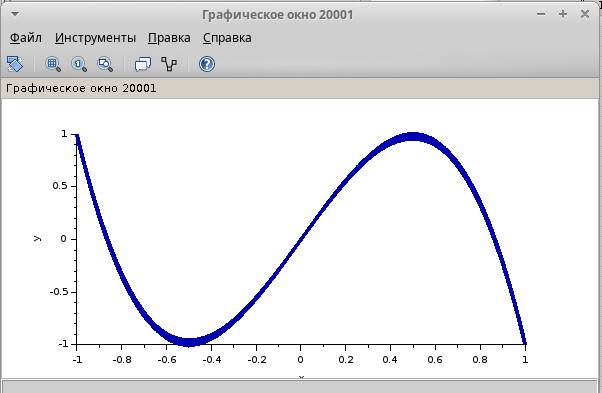 Графическое окно 20001
Файл Инструменты Правка Справка
Графическое окно 20001
1
0.5
0
-0.5
-1
y
-1 -0.8 -0.6 -0.4 -0.2 0 0.2 0.4 0.6 0.8 1